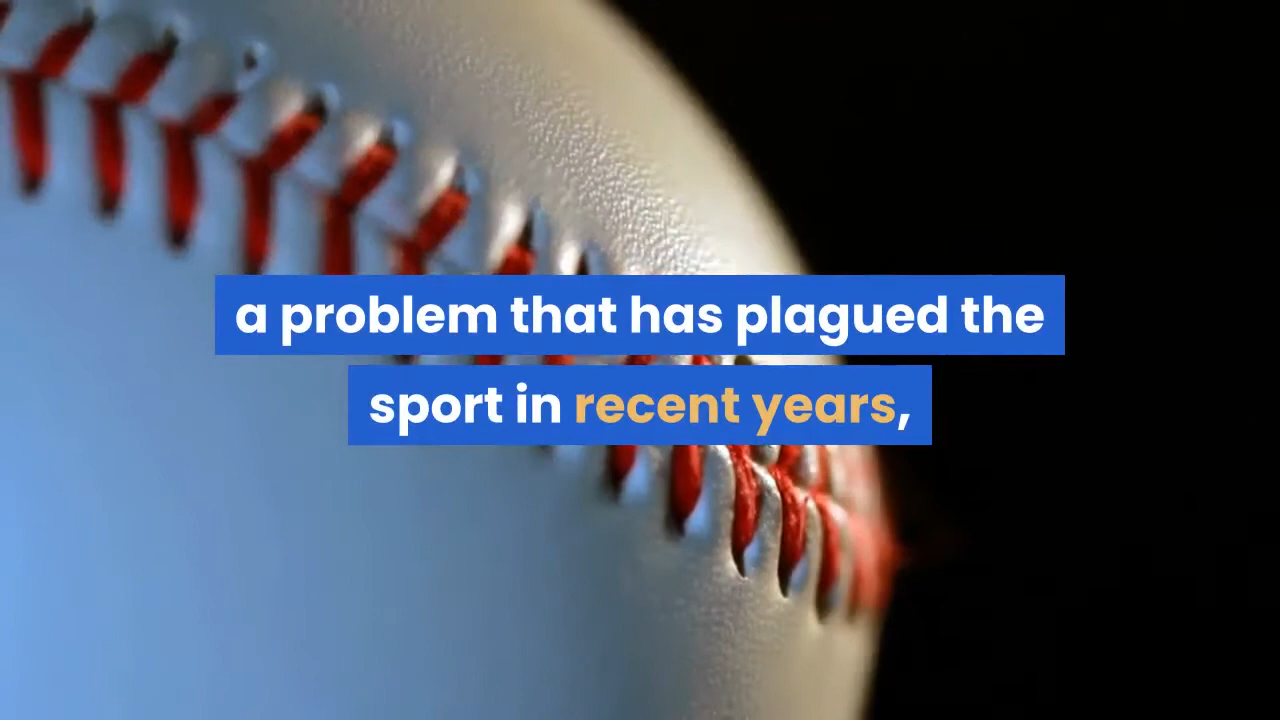 a problem that has plagued the
sport in recent years,